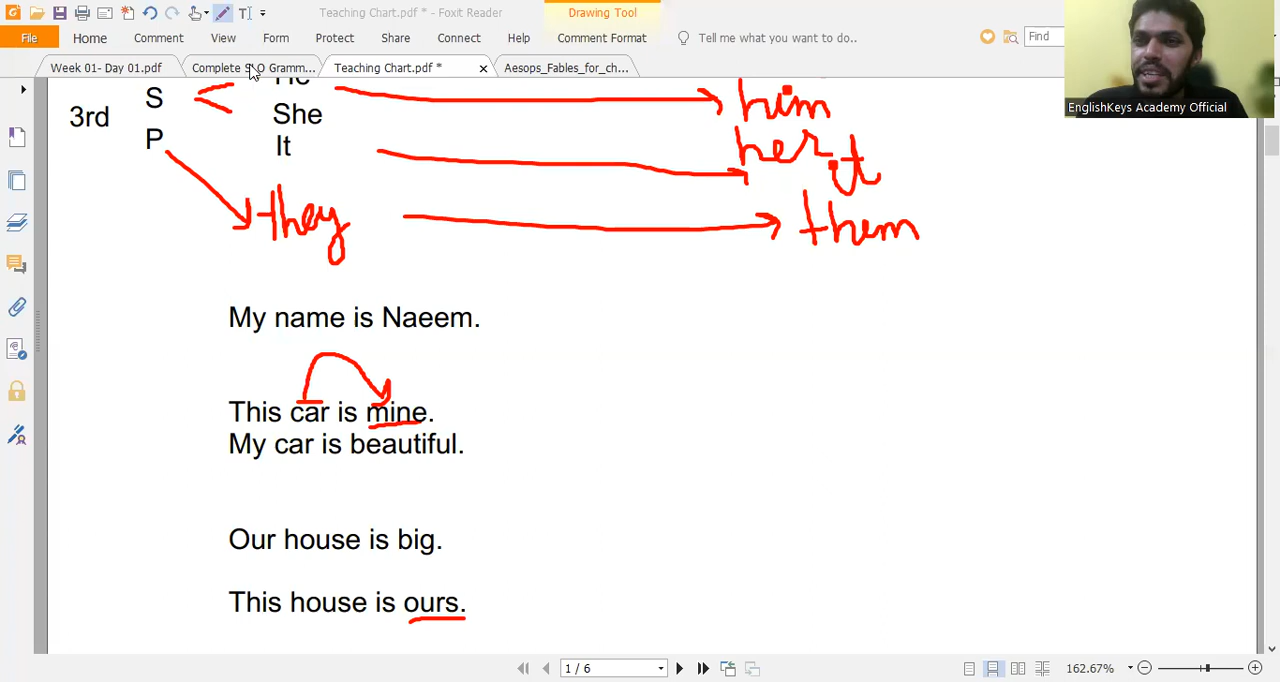 Teaching Chart.pdf * - Foxit Reader
Drawing Tool
File Home Comment View Form Protect Share Connect Help Comment Format Tell me what you want to do.. Find
Week 01- Day 01.pdf Complete Gramm... Teaching Chart.pdf * Aesops_Fables_for_ch...
EnglishKeys Academy Official
3rd S He him
She her
P It it
they them
My name is Naeem.
This car is mine.
My car is beautiful.
Our house is big.
This house is ours.
1 / 6 162.67%